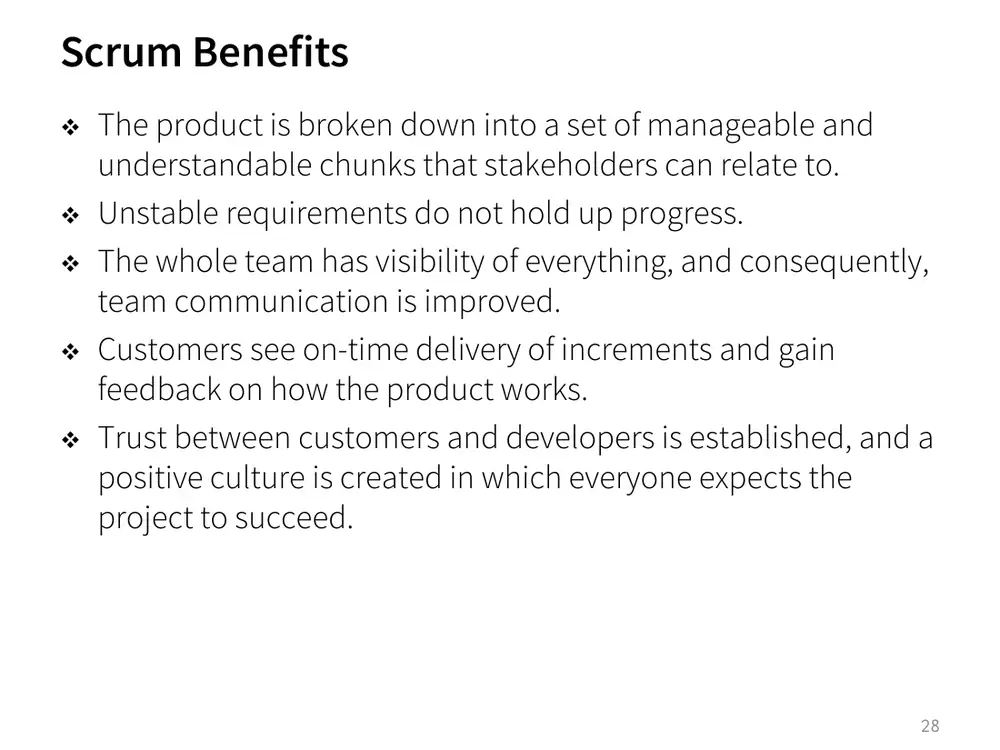 Scrum Benefits
❖ The product is broken down into a set of manageable and
understandable chunks that stakeholders can relate to.
❖ Unstable requirements do not hold up progress.
❖ The whole team has visibility of everything, and consequently,
team communication is improved.
❖ Customers see on-time delivery of increments and gain
feedback on how the product works.
❖ Trust between customers and developers is established, and a
positive culture is created in which everyone expects the
project to succeed.
28